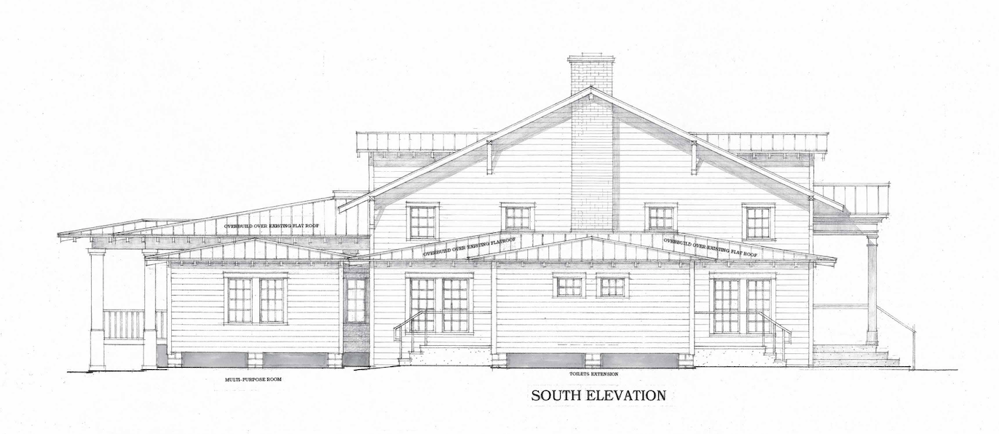 OVERBUILD OVER EXISTING FLAT ROOF
OVERBUILD OVER EXISTING FLATROOF
OVERBUILD OVER EXISTING FLAT ROOF
MULTI-PURPOSE ROOM
TOILETS EXTENSION
SOUTH ELEVATION